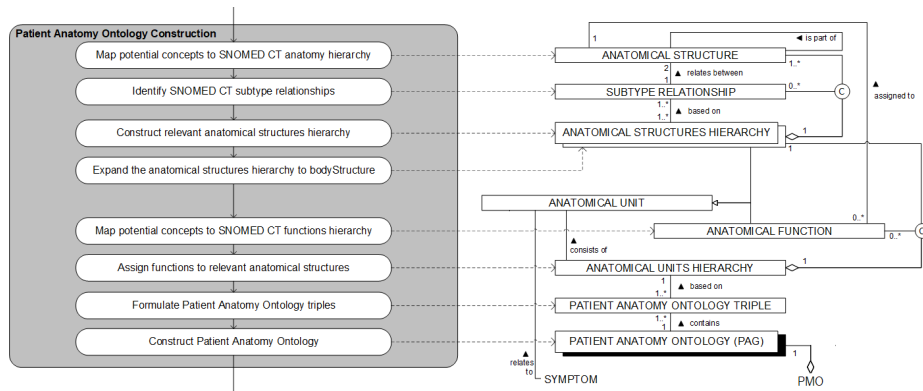 Patient Anatomy Ontology Construction
Map potential concepts to SNOMED CT anatomy hierarchy
Identify SNOMED CT subtype relationships
Construct relevant anatomical structures hierarchy
Expand the anatomical structures hierarchy to bodyStructure
Map potential concepts to SNOMED CT functions hierarchy
Assign functions to relevant anatomical structures
Formulate Patient Anatomy Ontology triples
Construct Patient Anatomy Ontology
1
◄ is part of
ANATOMICAL STRUCTURE
1..*
2
▲ relates between
1
SUBTYPE RELATIONSHIP
0..*
C
▲
assigned to
1..*
▲ based on
1..*
ANATOMICAL STRUCTURES HIERARCHY
1
1
ANATOMICAL UNIT
0..*
ANATOMICAL FUNCTION
0..*
C
▲
consists of
1
ANATOMICAL UNITS HIERARCHY
1
▲ based on
1..*
PATIENT ANATOMY ONTOLOGY TRIPLE
1..*
▲ contains
1
PATIENT ANATOMY ONTOLOGY (PAG)
1
▲
relates
to
SYMPTOM
PMO